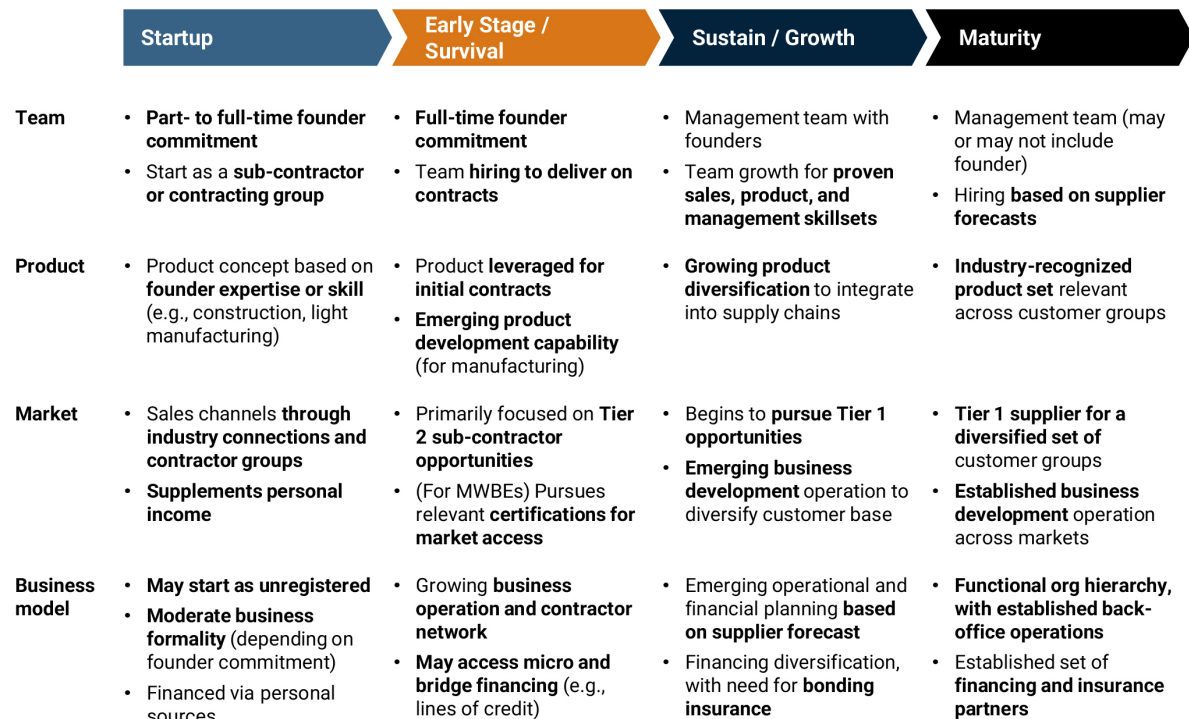 Startup
Early Stage /
Survival
Sustain / Growth
Maturity
Team
• Part- to full-time founder
commitment
• Start as a sub-contractor
or contracting group
• Full-time founder
commitment
• Team hiring to deliver on
contracts
• Management team with
founders
• Team growth for proven
sales, product, and
management skillsets
• Management team (may
or may not include
founder)
• Hiring based on supplier
forecasts
Product
• Product concept based on
founder expertise or skill
(e.g., construction, light
manufacturing)
• Product leveraged for
initial contracts
• Emerging product
development capability
(for manufacturing)
• Growing product
diversification to integrate
into supply chains
• Industry-recognized
product set relevant
across customer groups
Market
• Sales channels through
industry connections and
contractor groups
• Supplements personal
income
• Primarily focused on Tier
2 sub-contractor
opportunities
• (For MWBEs) Pursues
relevant certifications for
market access
• Begins to pursue Tier 1
opportunities
• Emerging business
development operation to
diversify customer base
• Tier 1 supplier for a
diversified set of
customer groups
• Established business
development operation
across markets
Business
model
• May start as unregistered
• Moderate business
formality (depending on
founder commitment)
• Financed via personal
sources
• Growing business
operation and contractor
network
• May access micro and
bridge financing (e.g.,
lines of credit)
• Emerging operational and
financial planning based
on supplier forecast
• Financing diversification,
with need for bonding
insurance
• Functional org hierarchy,
with established back-
office operations
• Established set of
financing and insurance
partners